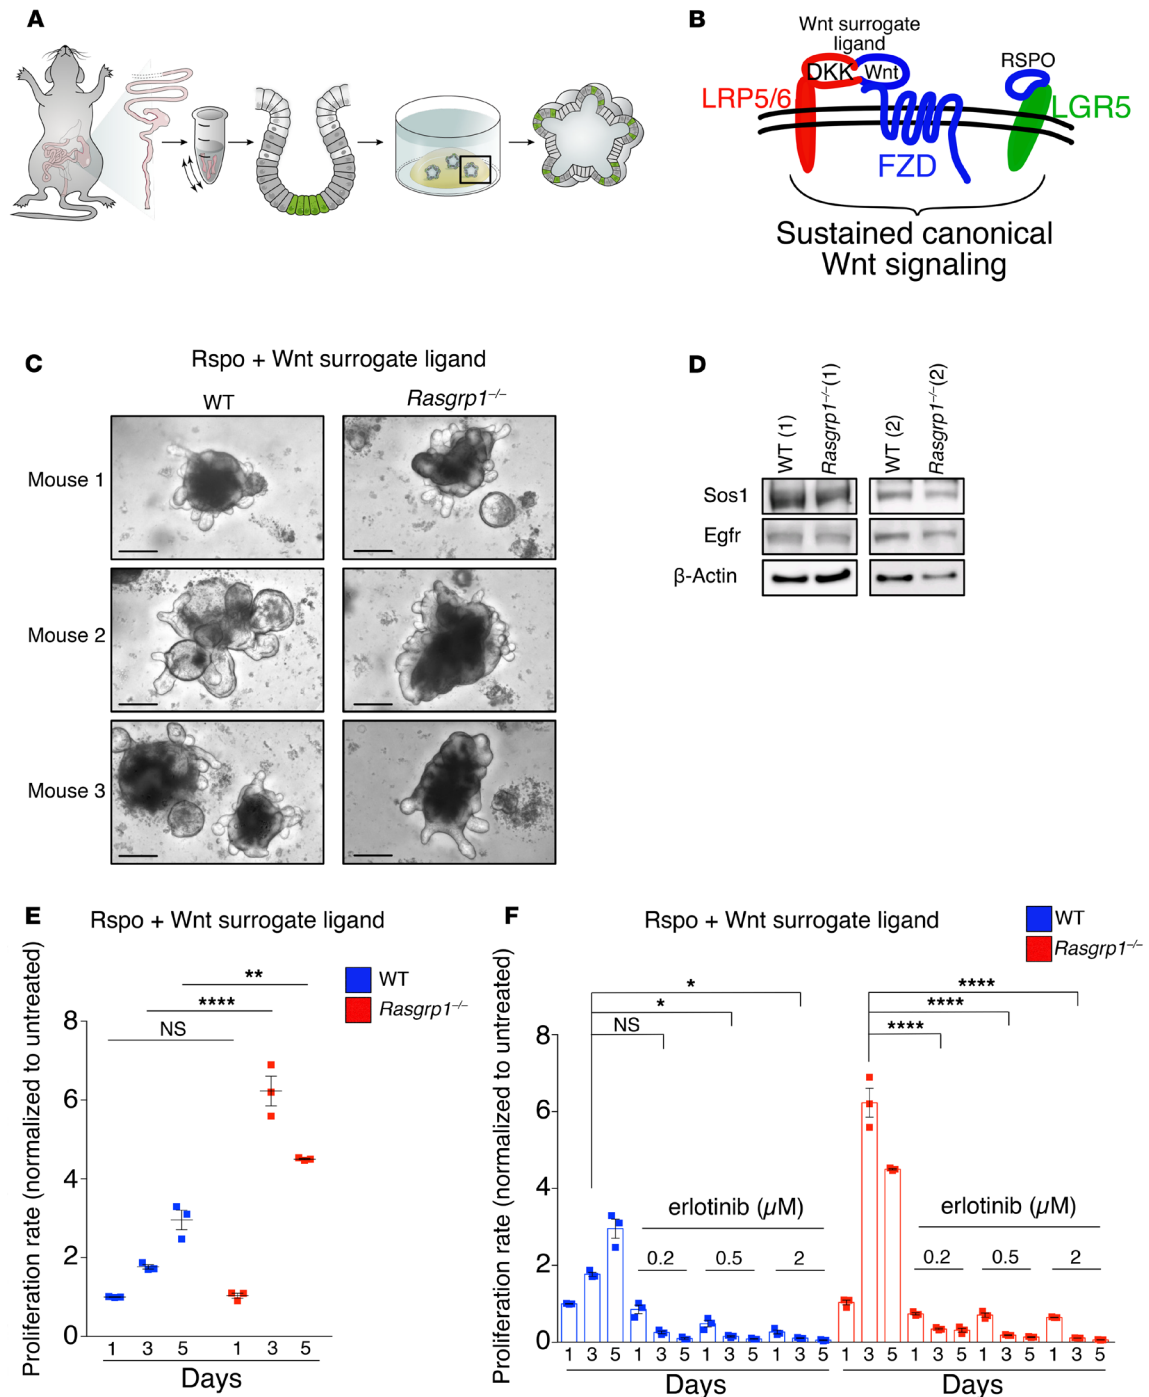 A
B
Wnt surrogate
ligand
DKK
Wnt
RSPO
LRP5/6
LGR5
FZD
Sustained canonical
Wnt signaling
C
Rspo + Wnt surrogate ligand
WT
Rasgrp1–/–
Mouse 1
Mouse 2
Mouse 3
D
WT (1)
Rasgrp1–/–(1)
WT (2)
Rasgrp1–/–(2)
Sos1
Egfr
β-Actin
E
Rspo + Wnt surrogate ligand
WT
Rasgrp1–/–
**
****
NS
Proliferation rate (normalized to untreated)
8
6
4
2
0
1 3 5 1 3 5
Days
F
Rspo + Wnt surrogate ligand
WT
Rasgrp1–/–
*
*
NS
****
****
****
Proliferation rate (normalized to untreated)
8
6
4
2
0
erlotinib (µM)
0.2 0.5 2
erlotinib (µM)
0.2 0.5 2
1 3 5 1 3 5 1 3 5 1 3 5 1 3 5 1 3 5 1 3 5 1 3 5
Days
Days